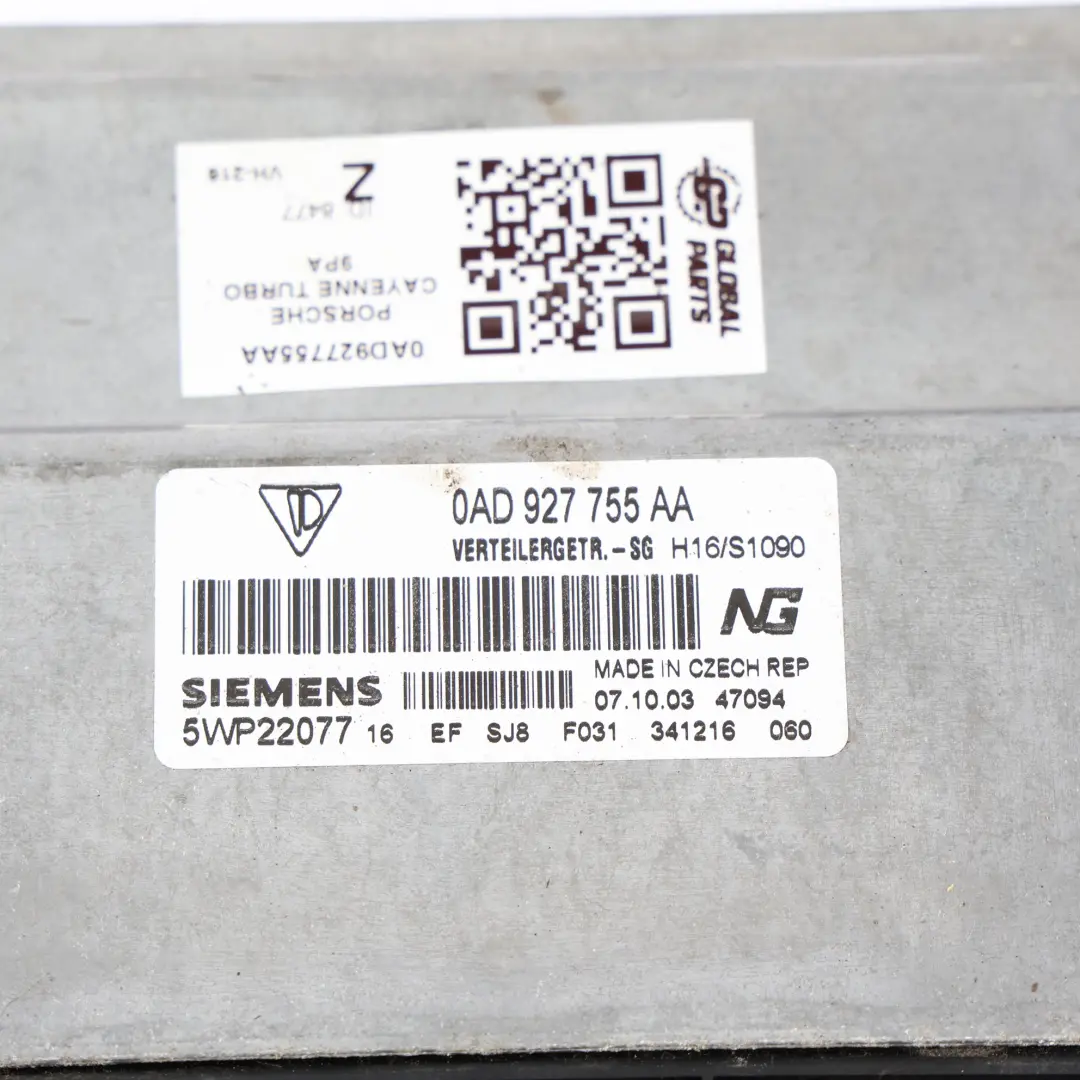 0AD927755AA
PORSCHE
CAYENNE TURBO
9PA
ID 8477
Z
VH-216
GLOBAL
PARTS
0AD 927 755 AA
VERTEILERGETR.-SG H16/S1090
NG
MADE IN CZECH REP
SIEMENS
07.10.03 47094
5WP22077 16 EF SJ8 F031 341216 060